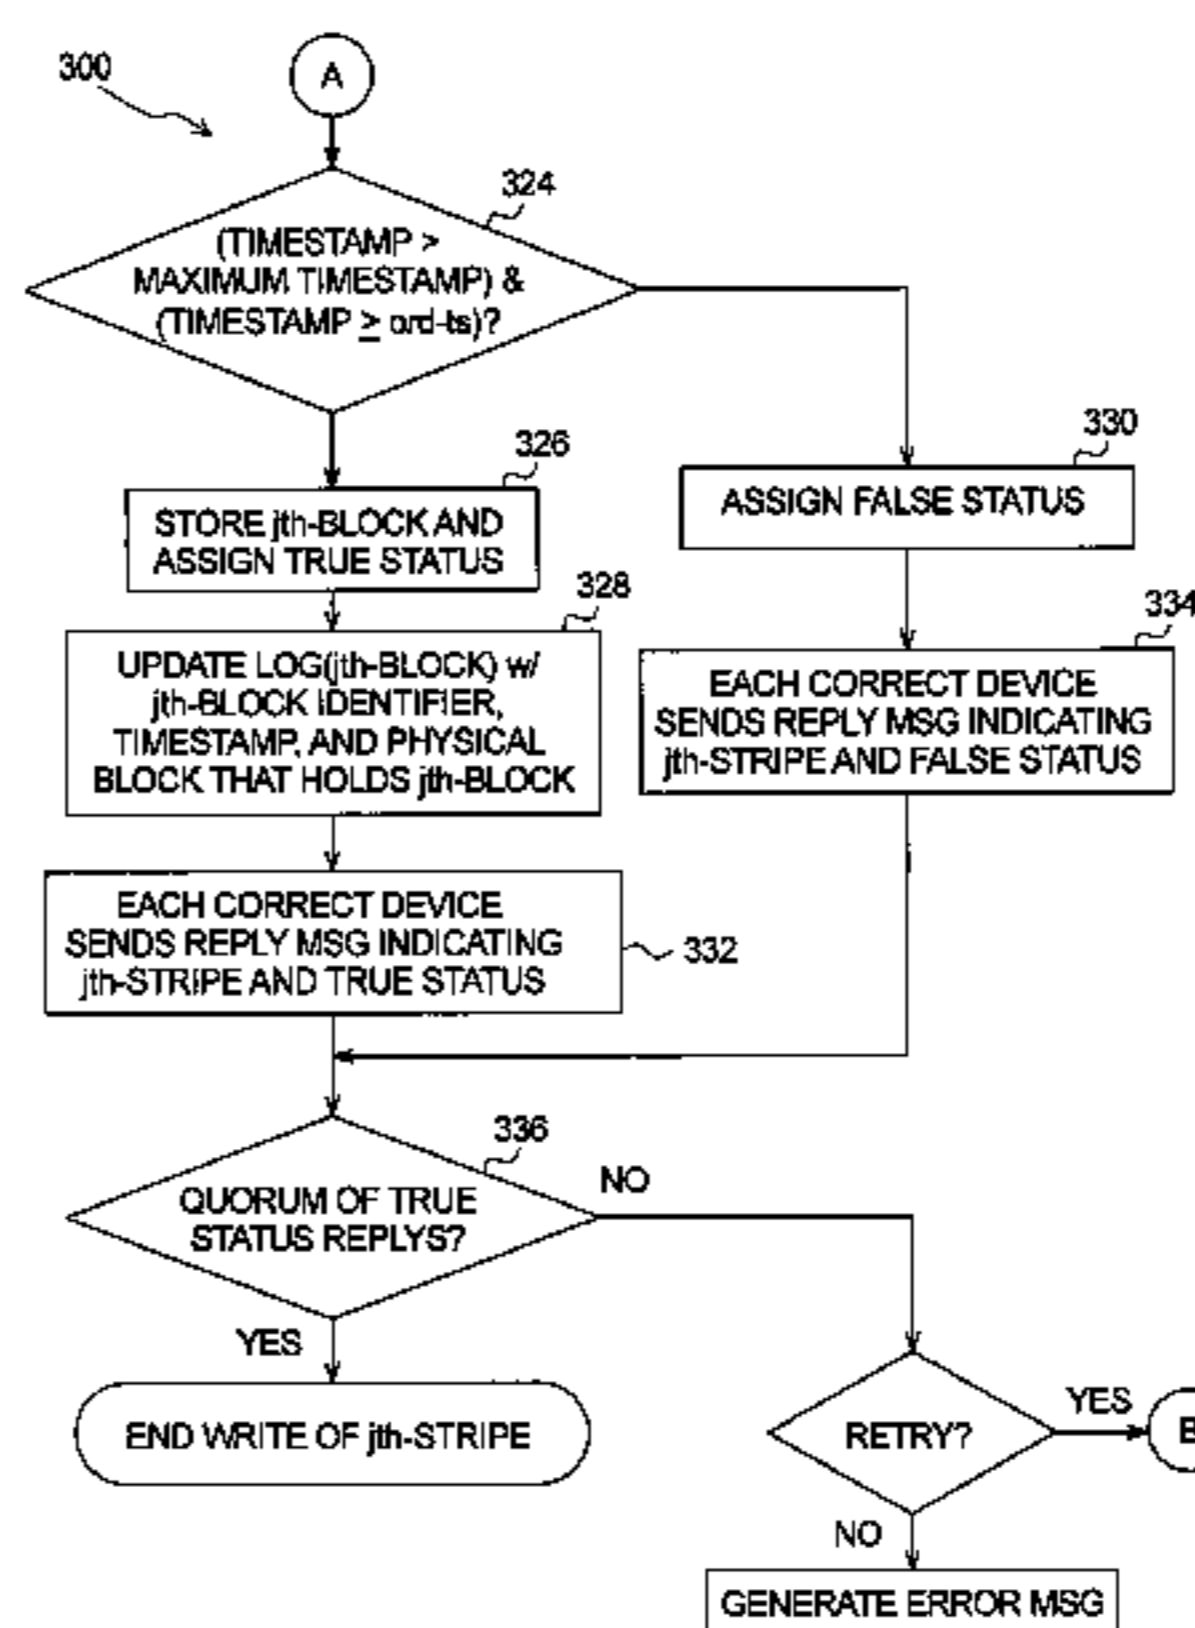 300
A
324
(TIMESTAMP >
MAXIMUM TIMESTAMP) &
(TIMESTAMP ≥ ord-ts)?
326
STORE jth-BLOCK AND
ASSIGN TRUE STATUS
330
ASSIGN FALSE STATUS
328
UPDATE LOG(jth-BLOCK) w/
jth-BLOCK IDENTIFIER,
TIMESTAMP, AND PHYSICAL
BLOCK THAT HOLDS jth-BLOCK
334
EACH CORRECT DEVICE
SENDS REPLY MSG INDICATING
jth-STRIPE AND FALSE STATUS
EACH CORRECT DEVICE
SENDS REPLY MSG INDICATING
jth-STRIPE AND TRUE STATUS
332
336
QUORUM OF TRUE
STATUS REPLYS?
NO
YES
END WRITE OF jth-STRIPE
RETRY?
YES
B
NO
GENERATE ERROR MSG